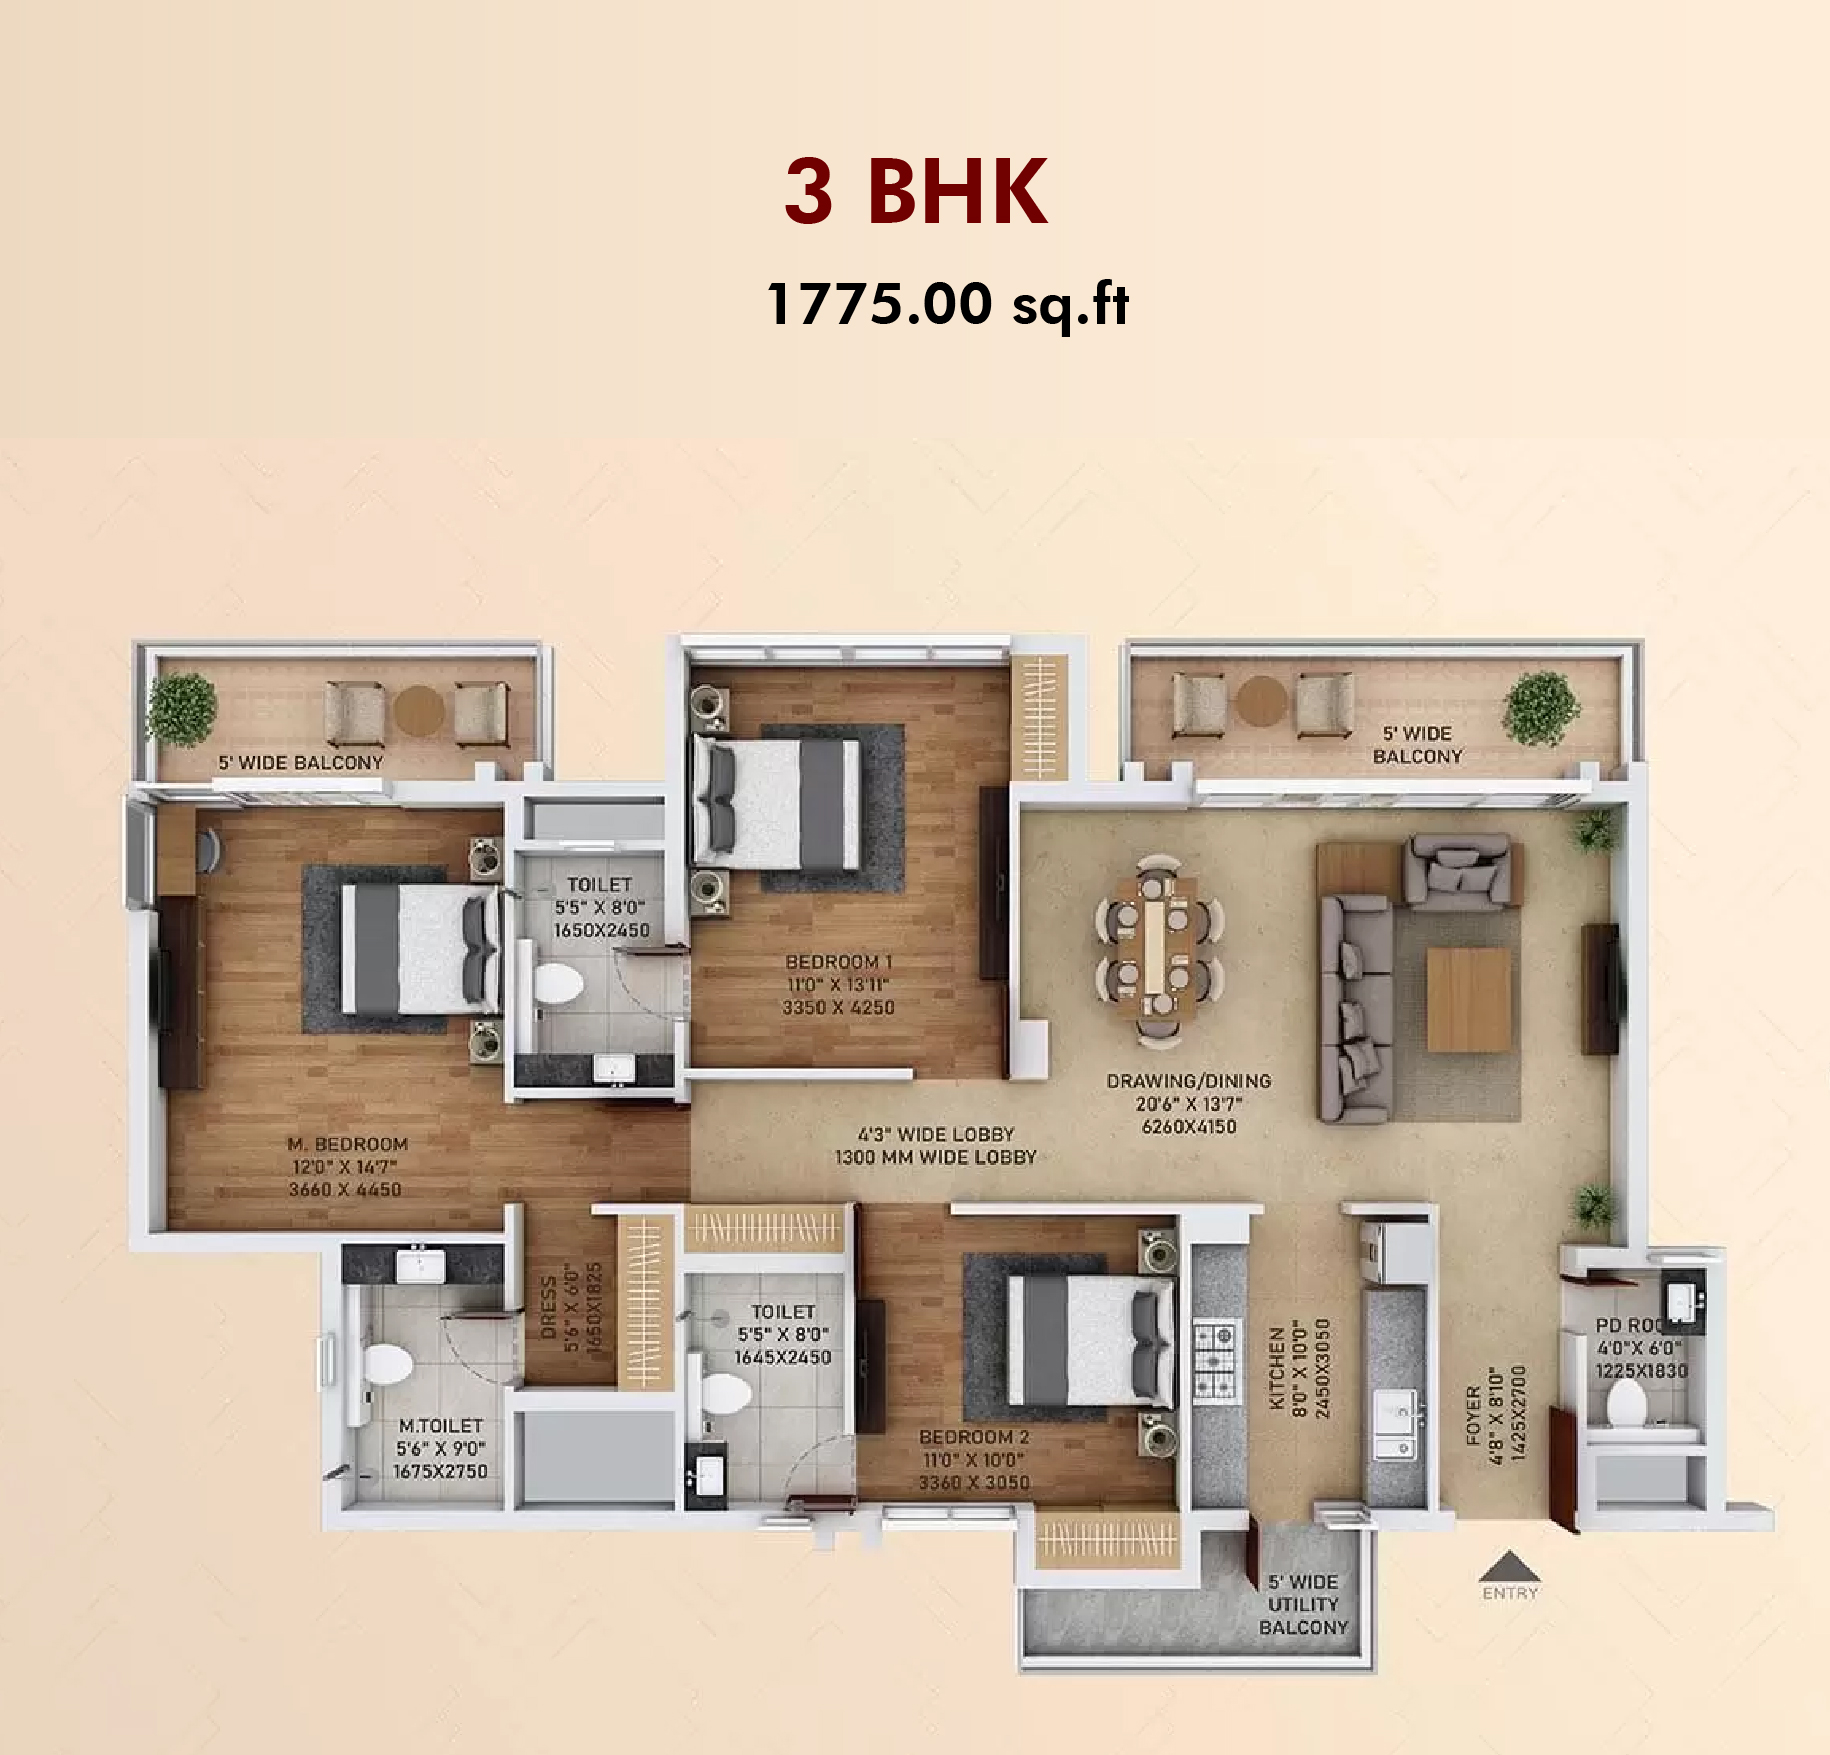 3 BHK
1775.00 sq.ft
5' WIDE BALCONY
5' WIDE
BALCONY
TOILET
5'5" X 8'0"
1650X2450
BEDROOM 1
11'0" X 13'11"
3350 X 4250
DRAWING/DINING
20'6" X 13'7"
6260X4150
M. BEDROOM
12'0" X 14'7"
3660 X 4450
4'3" WIDE LOBBY
1300 MM WIDE LOBBY
DRESS
5'6" X 6'0"
1650X1825
TOILET
5'5" X 8'0"
1645X2450
KITCHEN
8'0" X 10'0"
2450X3050
PD
4'0"X 6'0"
1225X1830
FOYER
4'8" X 8'10"
1425X2700
M.TOILET
5'6" X 9'0"
1675X2750
BEDROOM 2
11'0" X 10'0"
3360 X 3050
5' WIDE
UTILITY
BALCONY
ENTRY